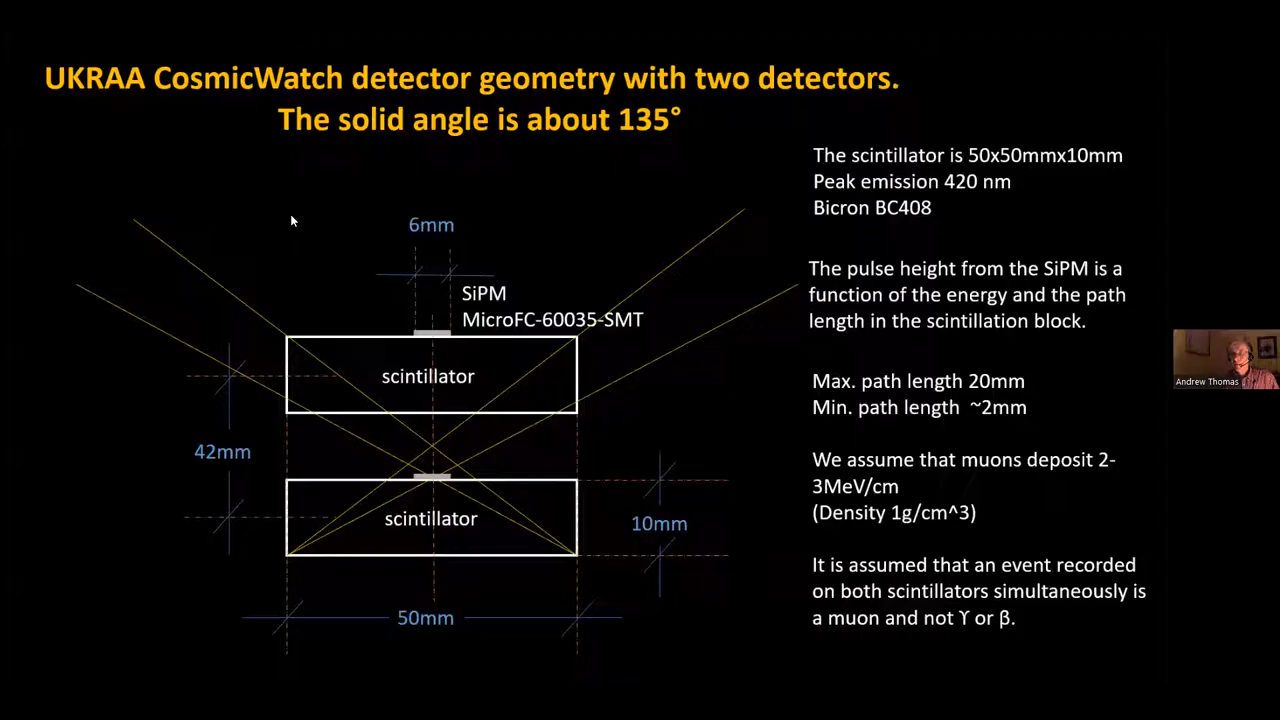 UKRAA CosmicWatch detector geometry with two detectors.
The solid angle is about 135°
The scintillator is 50x50mmx10mm
Peak emission 420 nm
Bicron BC408
6mm
The pulse height from the SiPM is a
function of the energy and the path
length in the scintillation block.
SiPM
MicroFC-60035-SMT
scintillator
Max. path length 20mm
Min. path length ~2mm
Andrew Thomas
42mm
We assume that muons deposit 2-
3MeV/cm
(Density 1g/cm^3)
scintillator
10mm
It is assumed that an event recorded
on both scintillators simultaneously is
a muon and not ϒ or β.
50mm